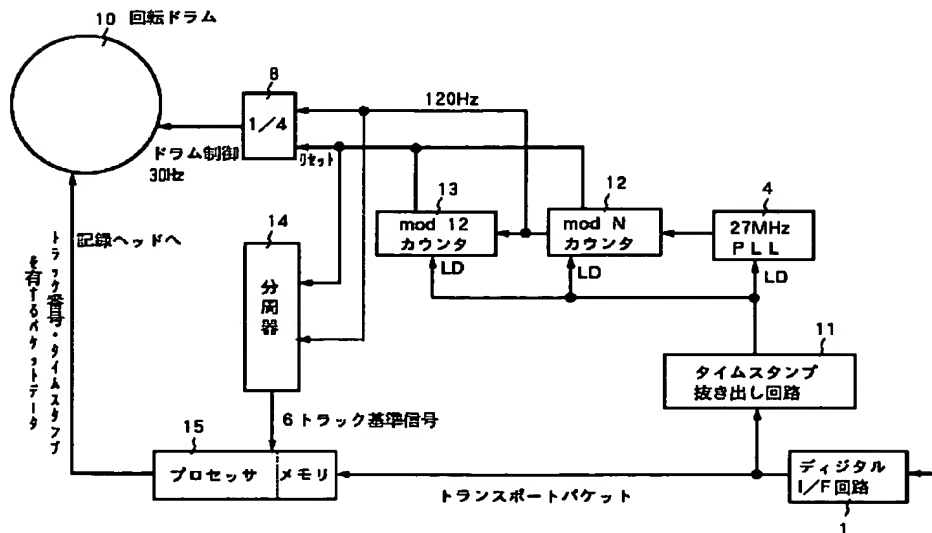 10 回転ドラム
8
1/4
120Hz
ドラム制御
30Hz
リセット
13
mod 12
カウンタ
12
mod N
カウンタ
4
27MHz
PLL
LD
LD
LD
14
分周器
11
タイムスタンプ
抜き出し回路
記録ヘッドへ
トラック番号・タイムスタンプ
を有するパケットデータ
6トラック基準信号
15
プロセッサ
メモリ
トランスポートパケット
ディジタル
I/F回路
1